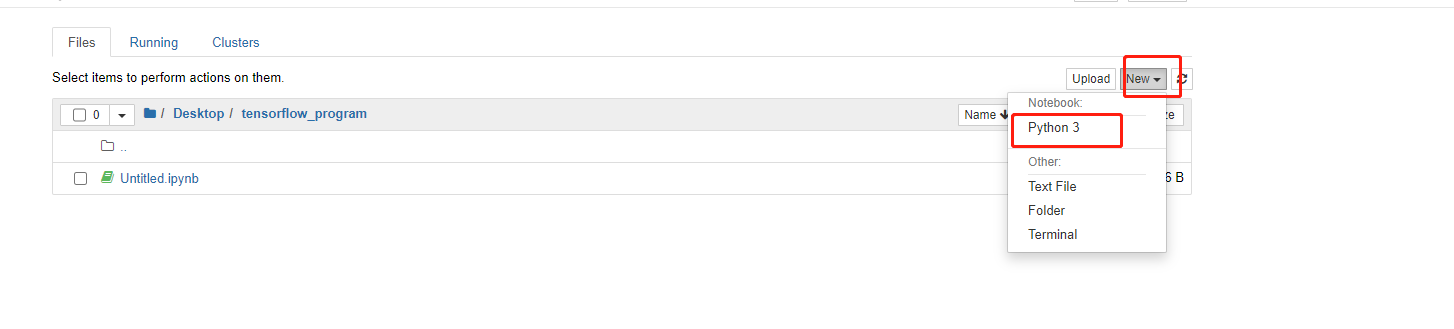 Files Running Clusters
Select items to perform actions on them.
Upload New
0 / Desktop / tensorflow_program Name
Notebook:
Python 3
..
Other:
Untitled.ipynb
Text File
Folder
Terminal